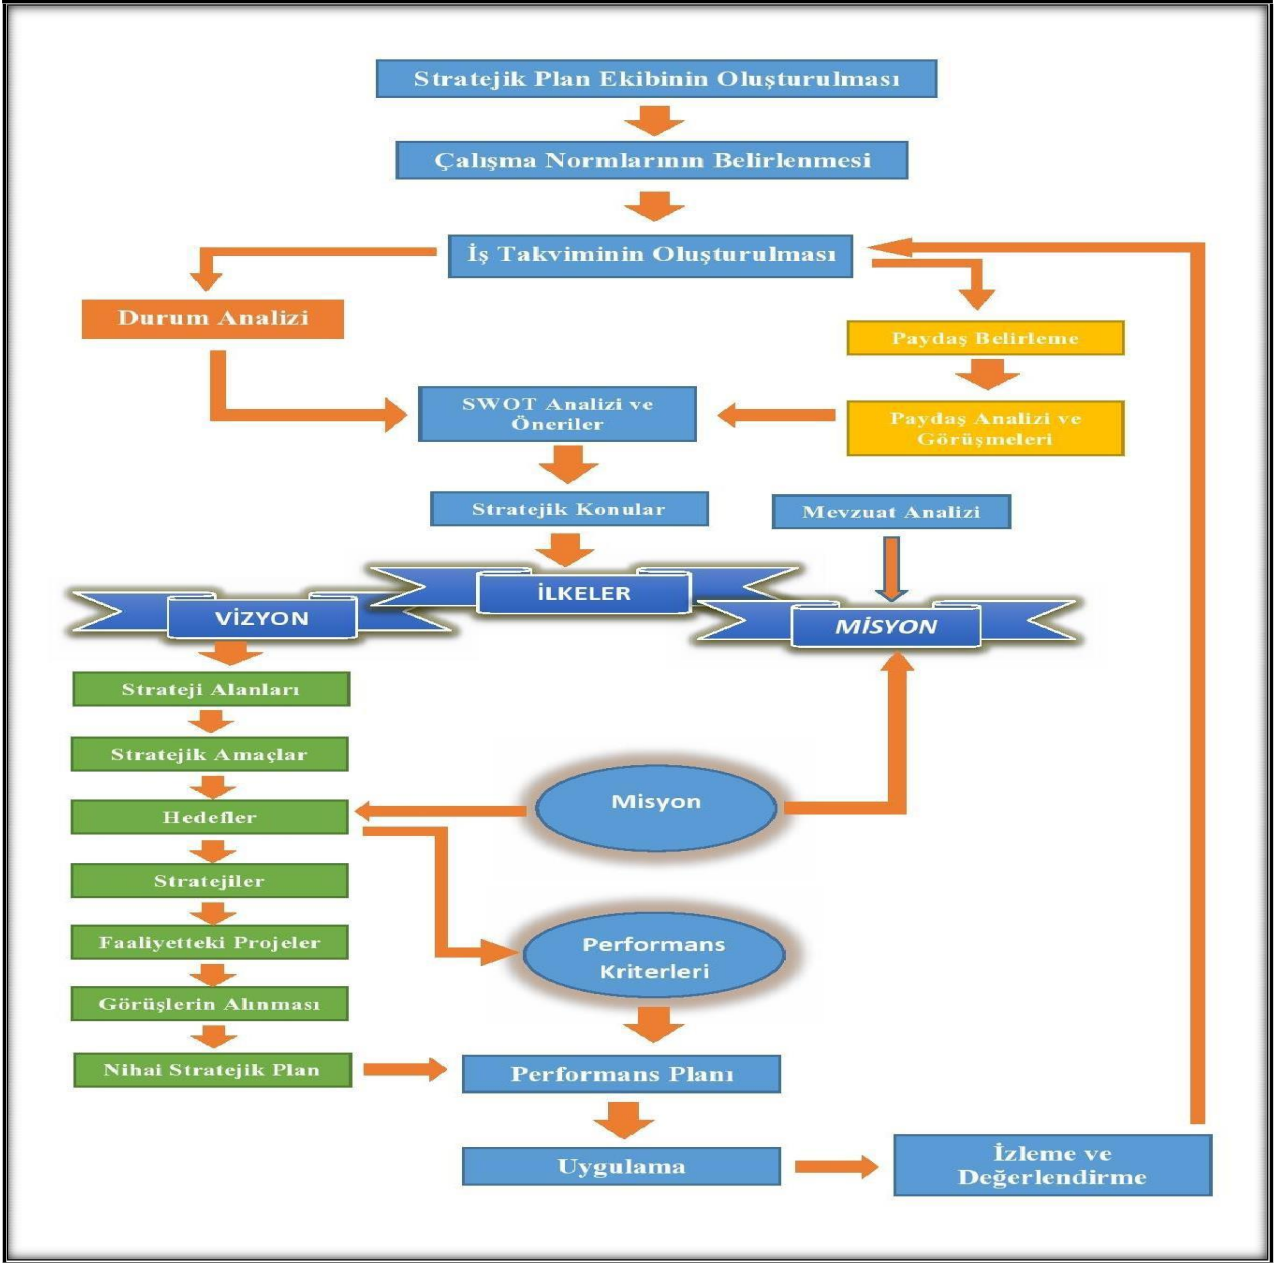 Stratejik Plan Ekibinin Oluşturulması
Çalışma Normlarının Belirlenmesi
İş Takviminin Oluşturulması
Durum Analizi
Paydaş Belirleme
SWOT Analizi ve
Öneriler
Paydaş Analizi ve
Görüşmeleri
Stratejik Konular
Mevzuat Analizi
VİZYON
İLKELER
MİSYON
Strateji Alanları
Stratejik Amaçlar
Hedefler
Misyon
Stratejiler
Faaliyetteki Projeler
Performans
Kriterleri
Görüşlerin Alınması
Nihai Stratejik Plan
Performans Planı
Uygulama
İzleme ve
Değerlendirme